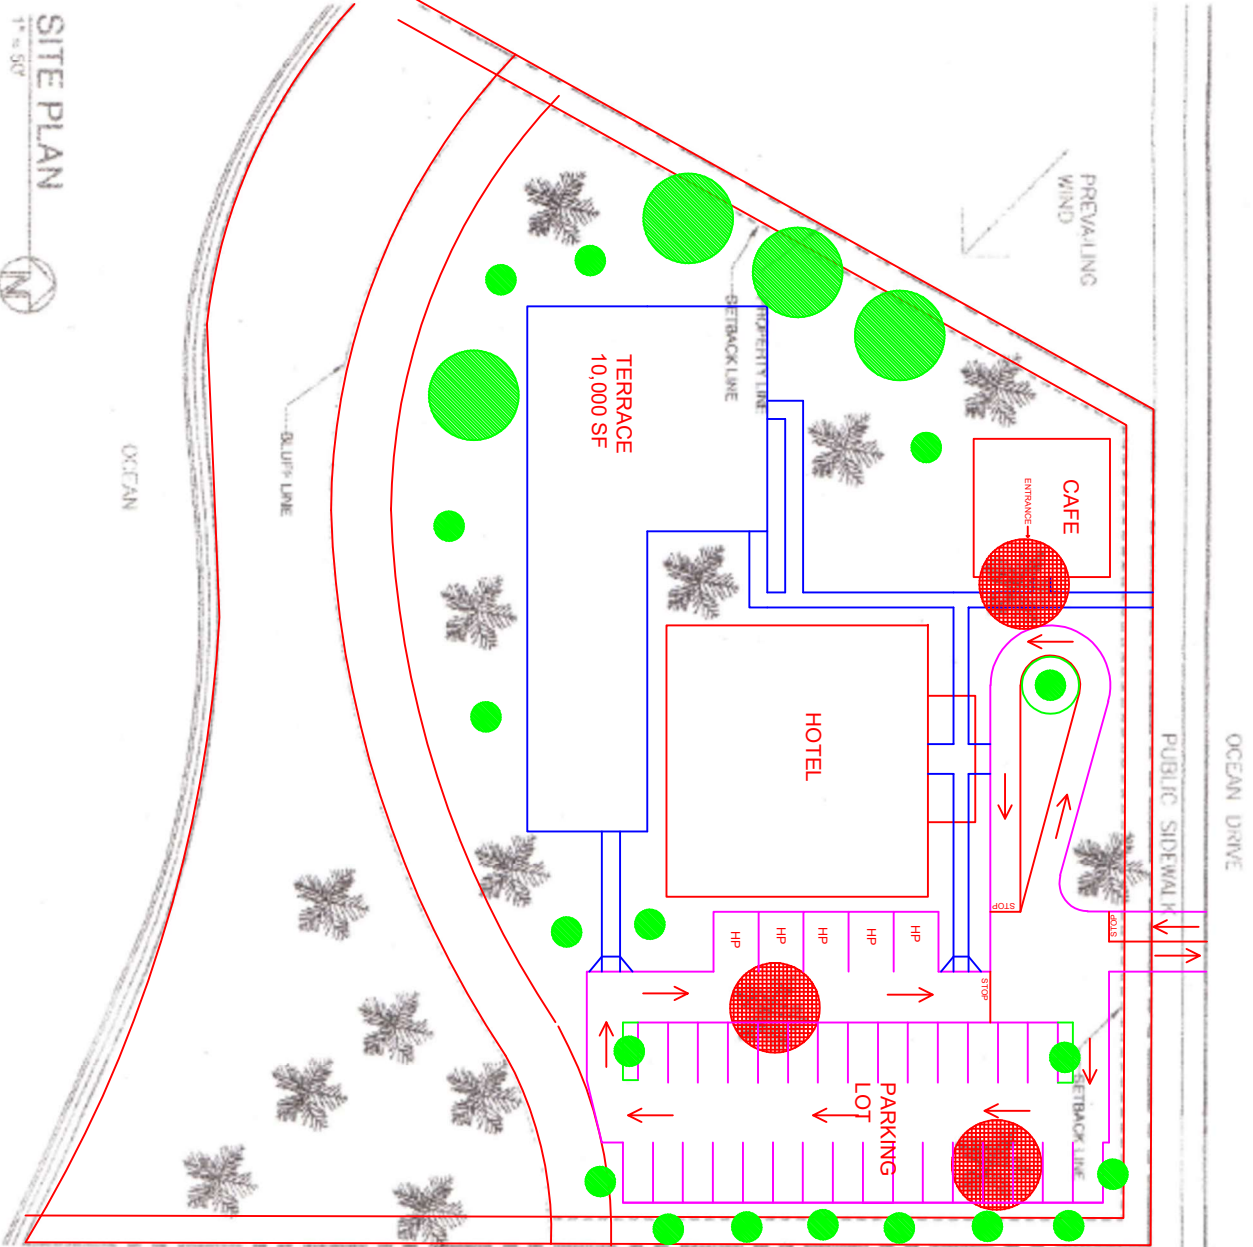 SITE PLAN
1" = 50'
N
OCEAN
BLUFF LINE
TERRACE
10,000 SF
PROPERTY LINE
SETBACK LINE
PREVAILING
WIND
CAFE
ENTRANCE
HOTEL
OCEAN DRIVE
PUBLIC SIDEWALK
STOP
STOP
STOP
HP
HP
HP
HP
HP
PARKING
LOT
SETBACK LINE